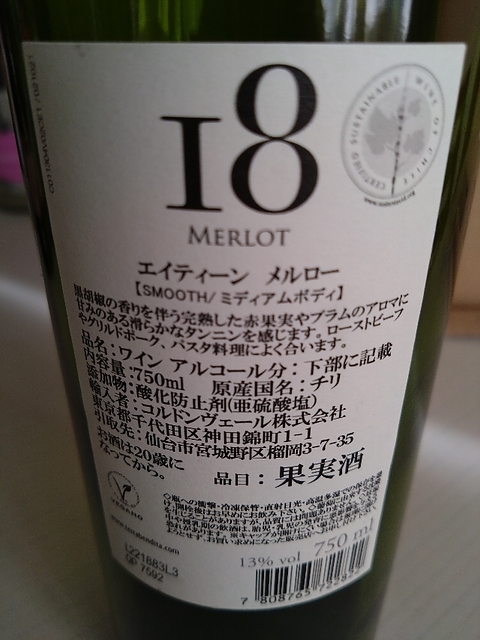 18
MERLOT
CERTIFIED SUSTAINABLE WINE OF CHILE
エイティーン メルロー
【SMOOTH/ミディアムボディ】
黒胡椒の香りを伴う完熟した赤果実やプラムのアロマに
甘みのある滑らかなタンニンを感じます。ローストビーフ
やグリルドポーク、パスタ料理によく合います。
品名:ワイン アルコール分:下部に記載
内容量:750ml 原産国名:チリ
添加物:酸化防止剤(亜硫酸塩)
輸入者:コルドンヴェール株式会社
東京都千代田区神田錦町1-1
引取先:仙台市宮城野区榴岡3-7-35
お酒は20歳に
なってから。
品目:果実酒
VEGANO
L221883L3
13% vol 750 ml